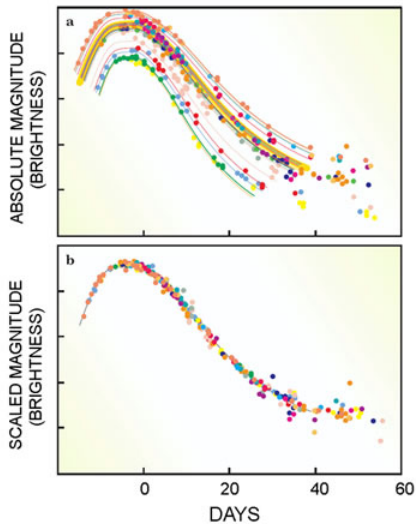 a
ABSOLUTE MAGNITUDE
(BRIGHTNESS)
b
SCALED MAGNITUDE
(BRIGHTNESS)
0 20 40 60
DAYS